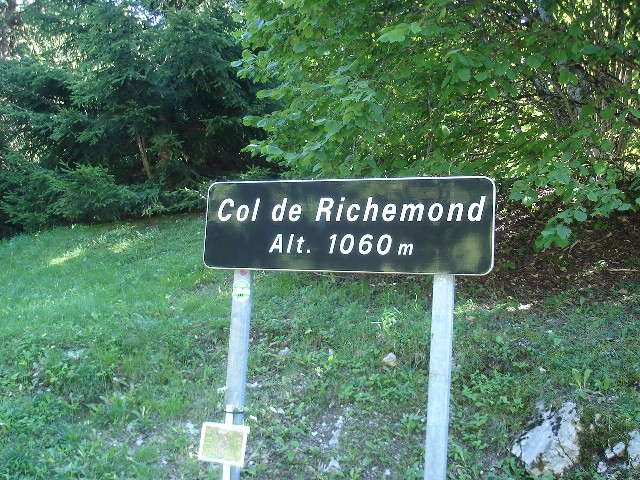 Col de Richemond
Alt. 1060 m